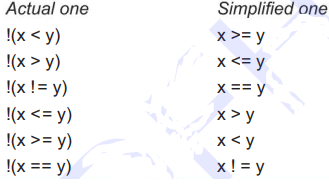 Actual one Simplified one
!(x < y) x >= y
!(x > y) x <= y
!(x != y) x == y
!(x <= y) x > y
!(x >= y) x < y
!(x == y) x ! = y